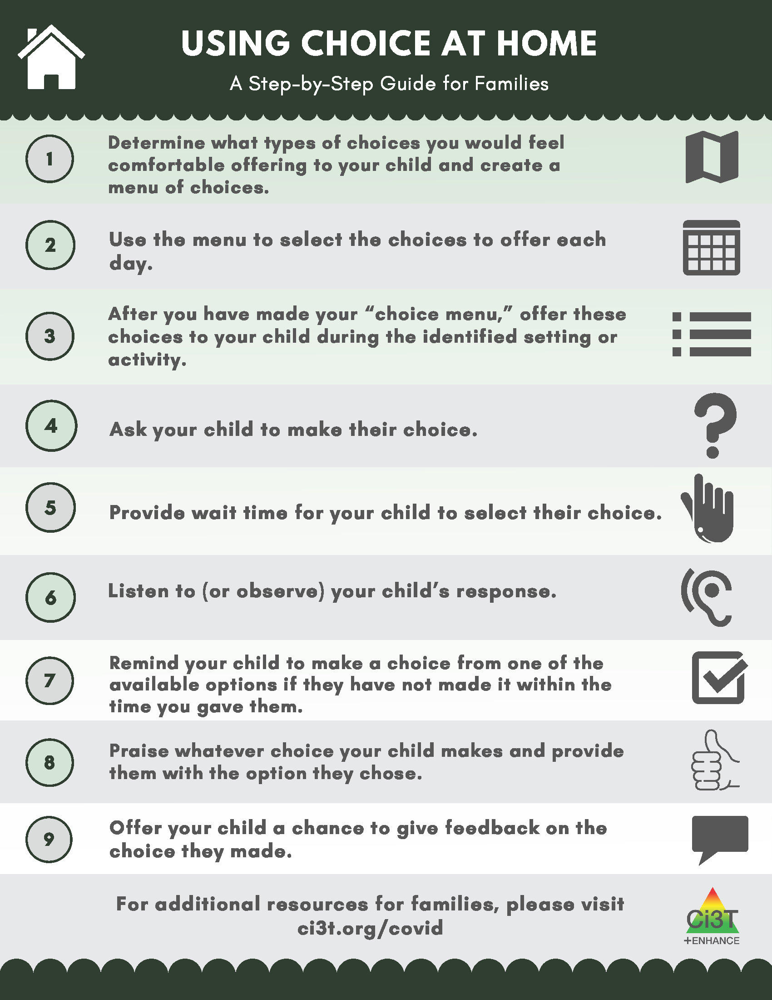 USING CHOICE AT HOME
A Step-by-Step Guide for Families
1
Determine what types of choices you would feel
comfortable offering to your child and create a
menu of choices.
2
Use the menu to select the choices to offer each
day.
3
After you have made your “choice menu,” offer these
choices to your child during the identified setting or
activity.
4
Ask your child to make their choice.
5
Provide wait time for your child to select their choice.
6
Listen to (or observe) your child’s response.
7
Remind your child to make a choice from one of the
available options if they have not made it within the
time you gave them.
8
Praise whatever choice your child makes and provide
them with the option they chose.
9
Offer your child a chance to give feedback on the
choice they made.
For additional resources for families, please visit
ci3t.org/covid
Ci3T
+ENHANCE